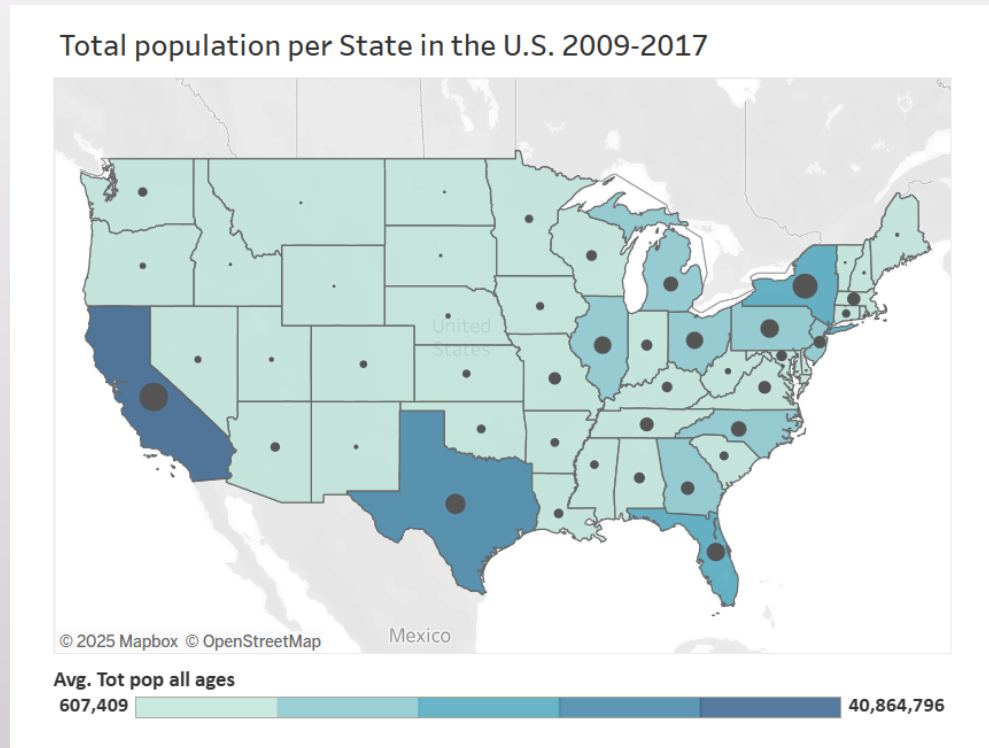 Total population per State in the U.S. 2009-2017
United
States
Mexico
© 2025 Mapbox © OpenStreetMap
Avg. Tot pop all ages
607,409
40,864,796